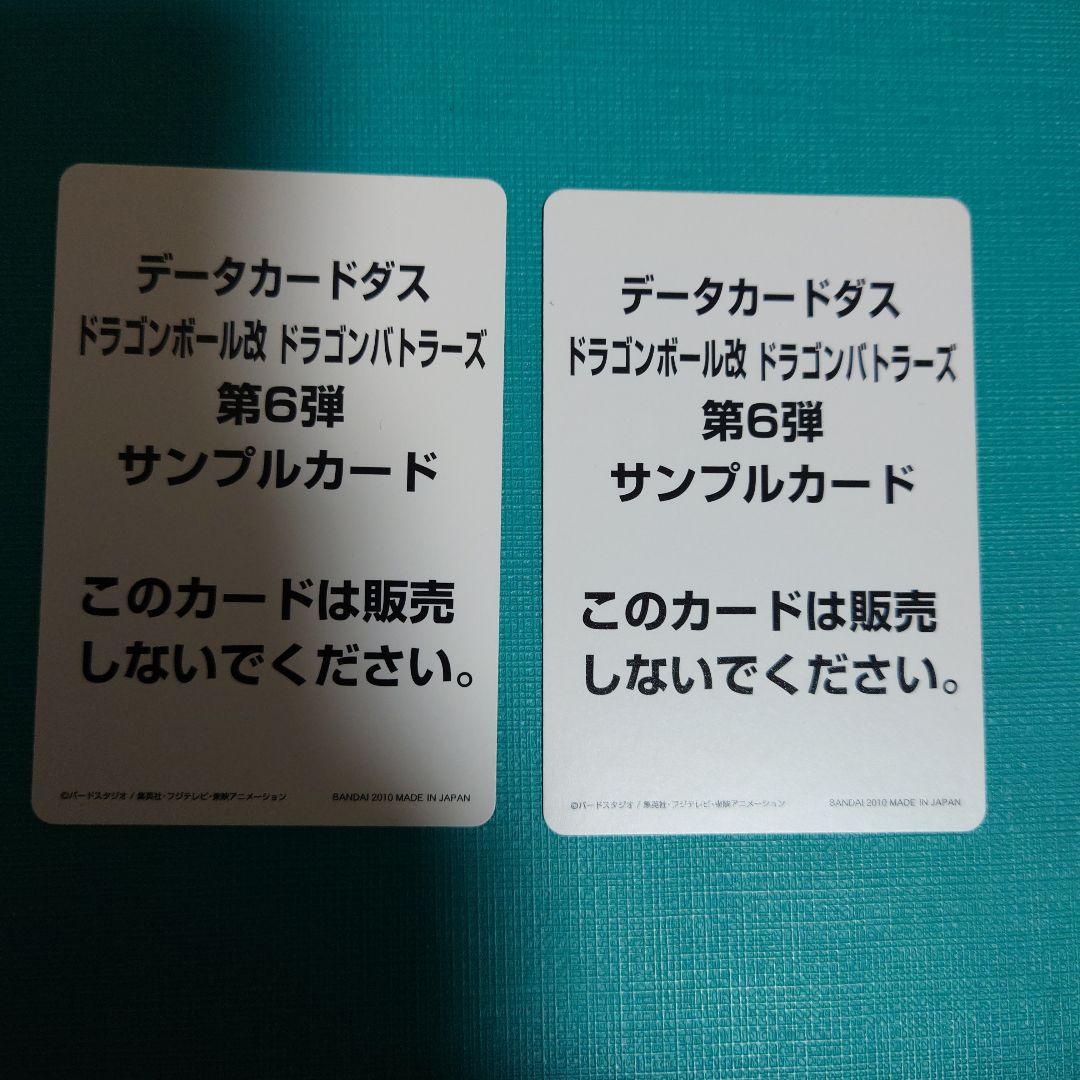 データカードダス
ドラゴンボール改 ドラゴンバトラーズ
第6弾
サンプルカード
このカードは販売
しないでください。
©バードスタジオ / 集英社・フジテレビ・東映アニメーション BANDAI 2010 MADE IN JAPAN
データカードダス
ドラゴンボール改 ドラゴンバトラーズ
第6弾
サンプルカード
このカードは販売
しないでください。
©バードスタジオ / 集英社・フジテレビ・東映アニメーション BANDAI 2010 MADE IN JAPAN